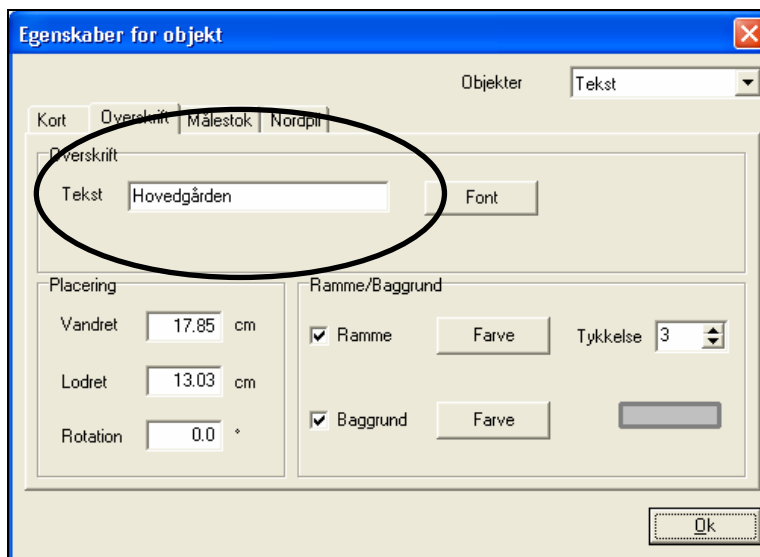 Egenskaber for objekt
Objekter Tekst
Kort Overskrift Målestok Nordpil
Overskrift
Tekst Hovedgården Font
Placering Ramme/Baggrund
Vandret 17.85 cm Ramme Farve Tykkelse 3
Lodret 13.03 cm
Rotation 0.0 ° Baggrund Farve
Ok